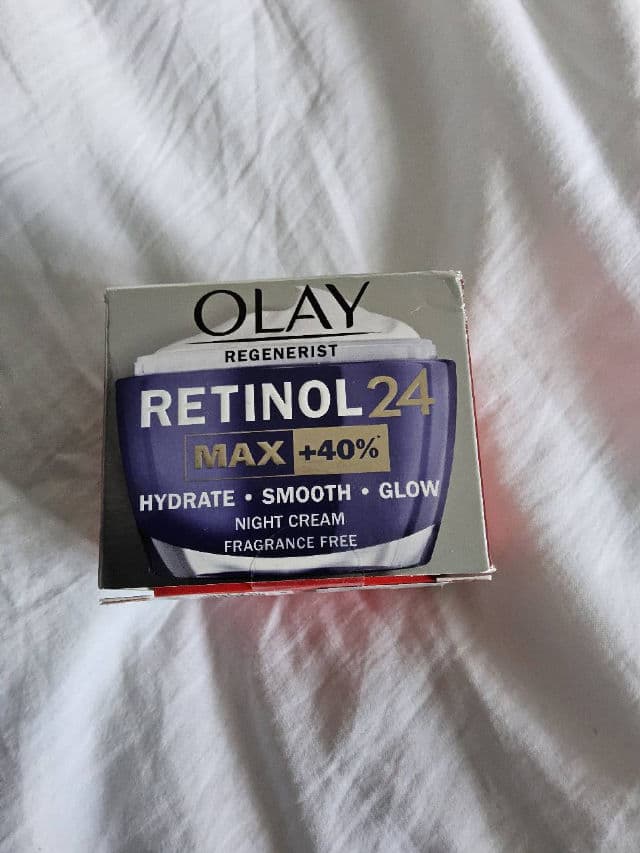 OLAY
REGENERIST
RETINOL24
MAX +40%*
HYDRATE • SMOOTH • GLOW
NIGHT CREAM
FRAGRANCE FREE